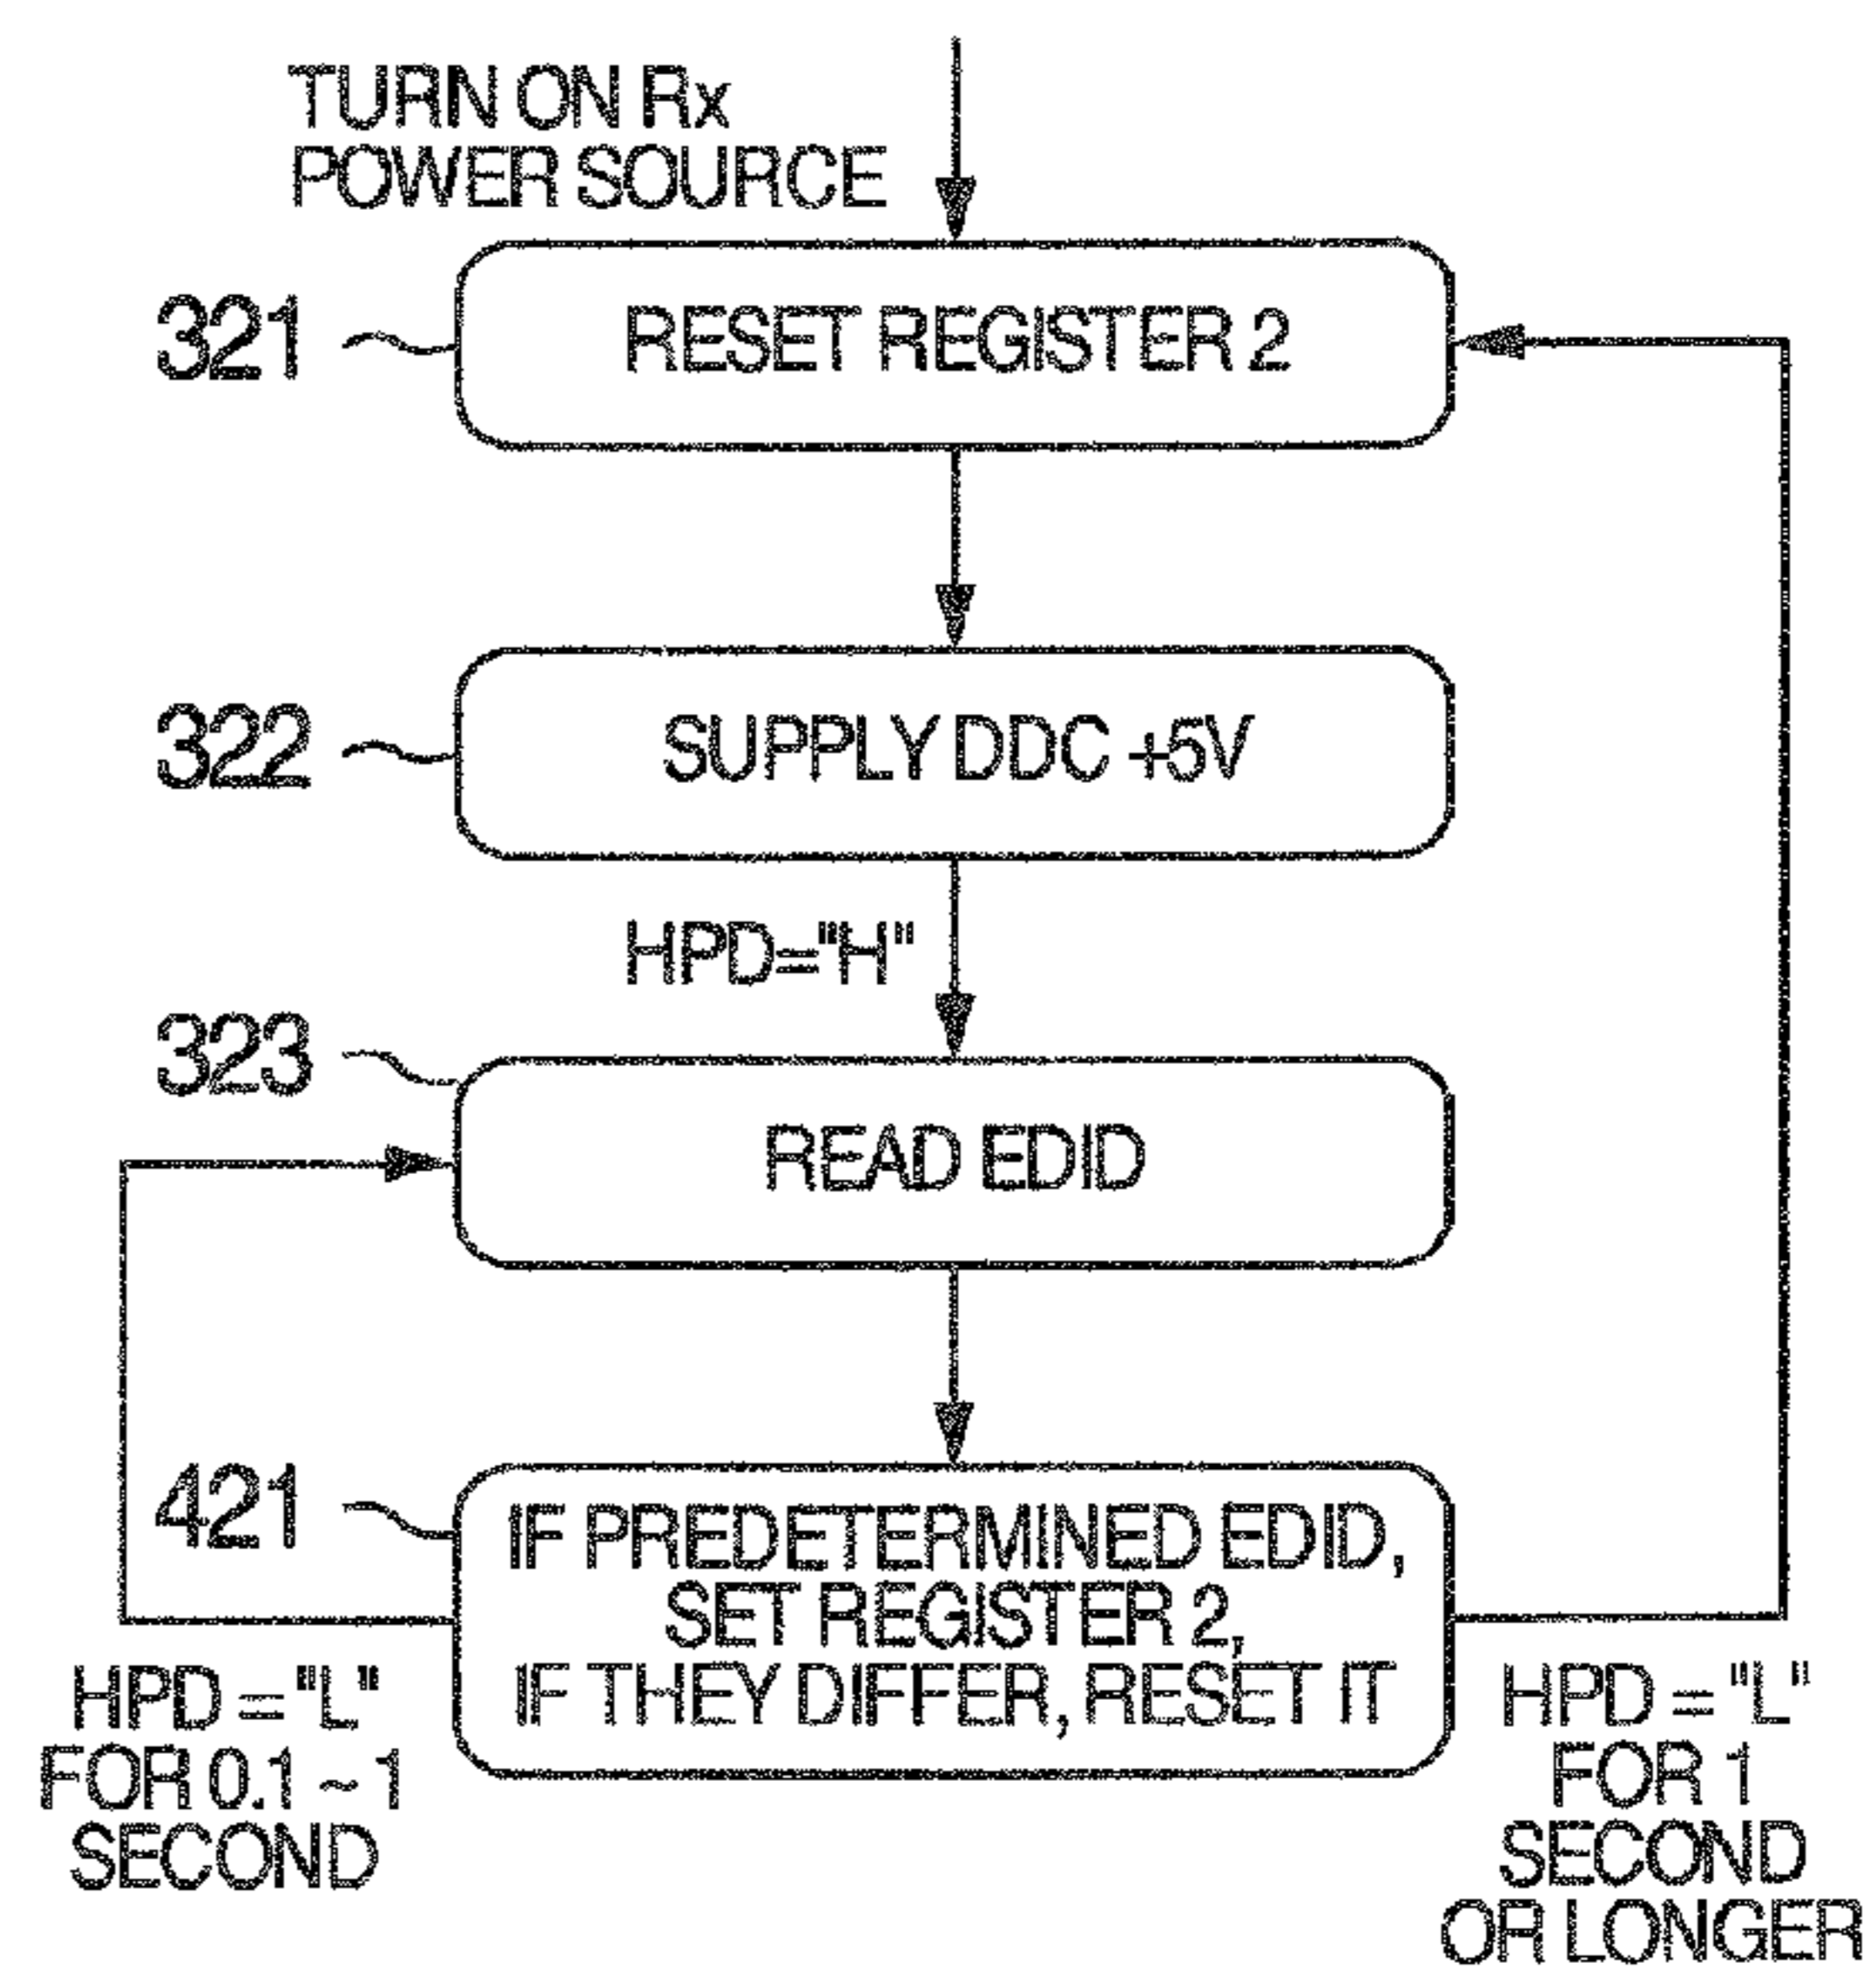 TURN ON Rx
POWER SOURCE
321
RESET REGISTER 2
322
SUPPLY DDC +5V
HPD="H"
323
READ EDID
421
IF PREDETERMINED EDID,
SET REGISTER 2,
IF THEY DIFFER, RESET IT
HPD = "L"
FOR 0.1 ~ 1
SECOND
HPD = "L"
FOR 1
SECOND
OR LONGER